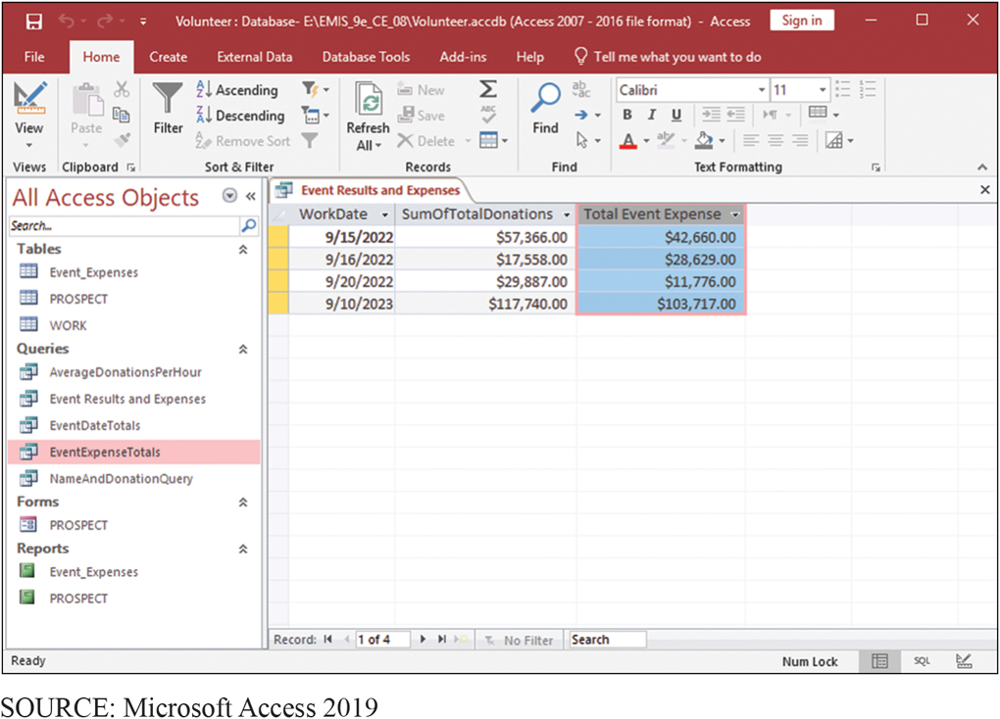 Volunteer : Database- E:\EMIS_9e_CE_08\Volunteer.accdb (Access 2007 - 2016 file format) - Access Sign in
File Home Create External Data Database Tools Add-ins Help Tell me what you want to do
View
Paste
Filter
Ascending
Descending
Remove Sort
Refresh
All
New
Save
Delete
Find
Calibri 11
B I U
Views Clipboard Sort & Filter Records Find Text Formatting
All Access Objects
Search...
Tables
Event_Expenses
PROSPECT
WORK
Queries
AverageDonationsPerHour
Event Results and Expenses
EventDateTotals
EventExpenseTotals
NameAndDonationQuery
Forms
PROSPECT
Reports
Event_Expenses
PROSPECT
Event Results and Expenses
WorkDate SumOfTotalDonations Total Event Expense
9/15/2022 $57,366.00 $42,660.00
9/16/2022 $17,558.00 $28,629.00
9/20/2022 $29,887.00 $11,776.00
9/10/2023 $117,740.00 $103,717.00
Record: 1 of 4 No Filter Search
Ready Num Lock SQL
SOURCE: Microsoft Access 2019